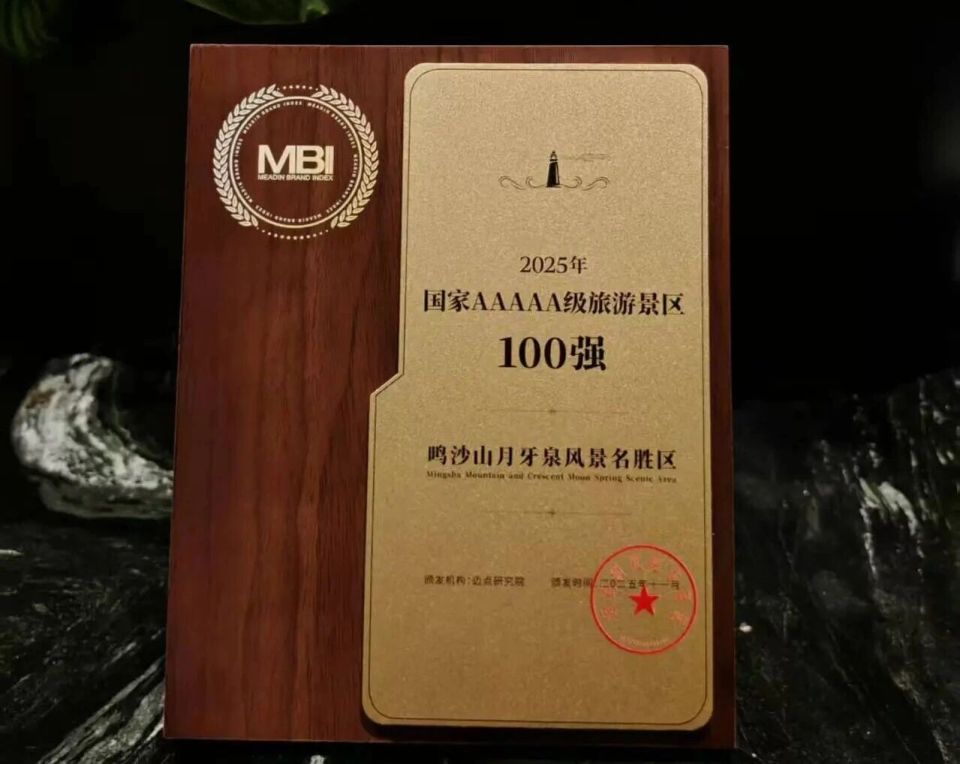 MBI
MEADIN BRAND INDEX
2025年
国家AAAAA级旅游景区
100强
鸣沙山月牙泉风景名胜区
Mingsha Mountain and Crescent Moon Spring Scenic Area
颁发机构:迈点研究院
颁发时间:二〇二五年十一月